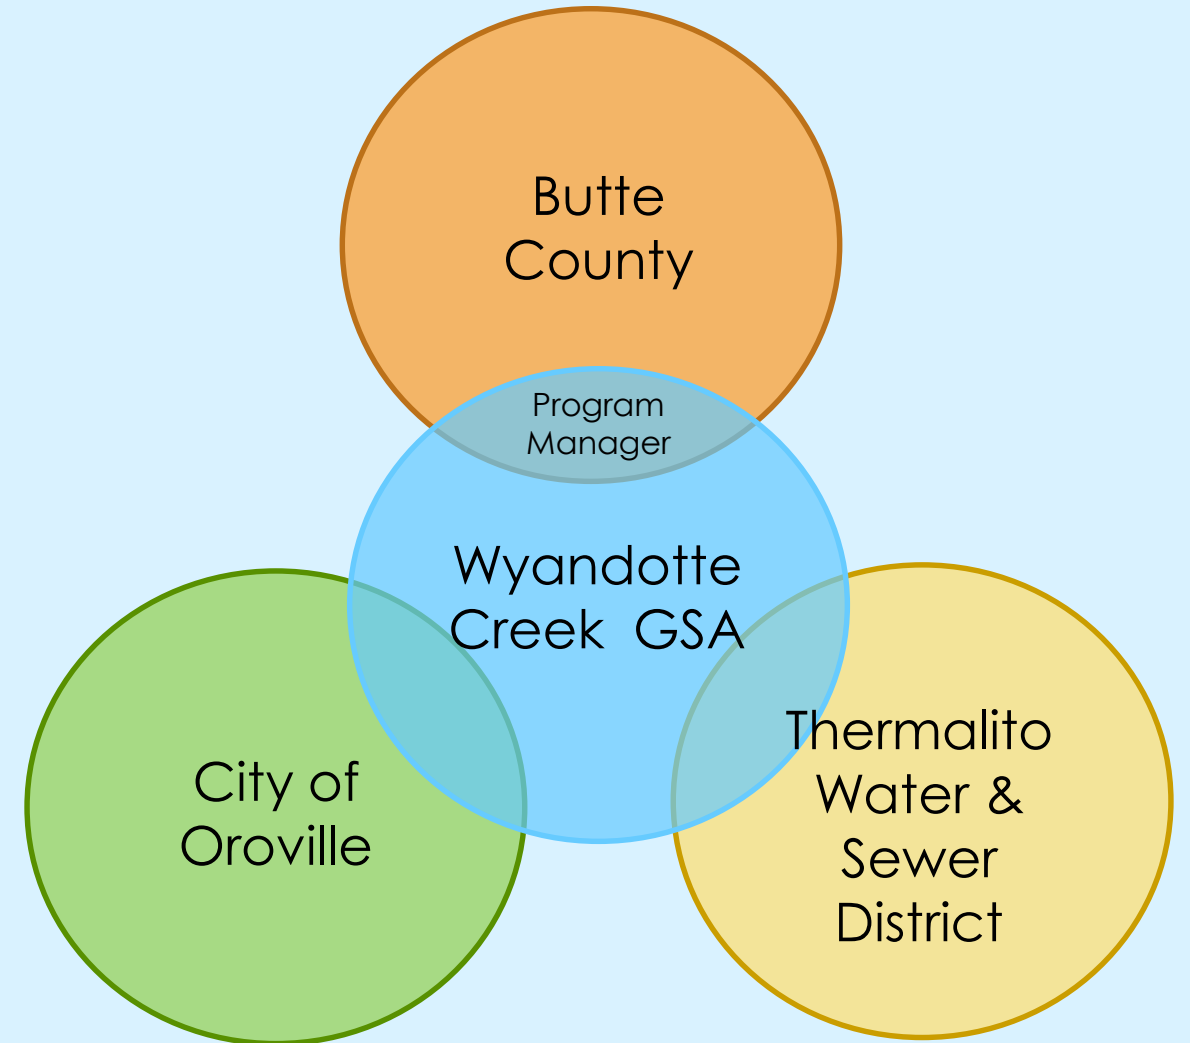 Butte
County
Program
Manager
Wyandotte
Creek GSA
City of
Oroville
Thermalito
Water &
Sewer
District